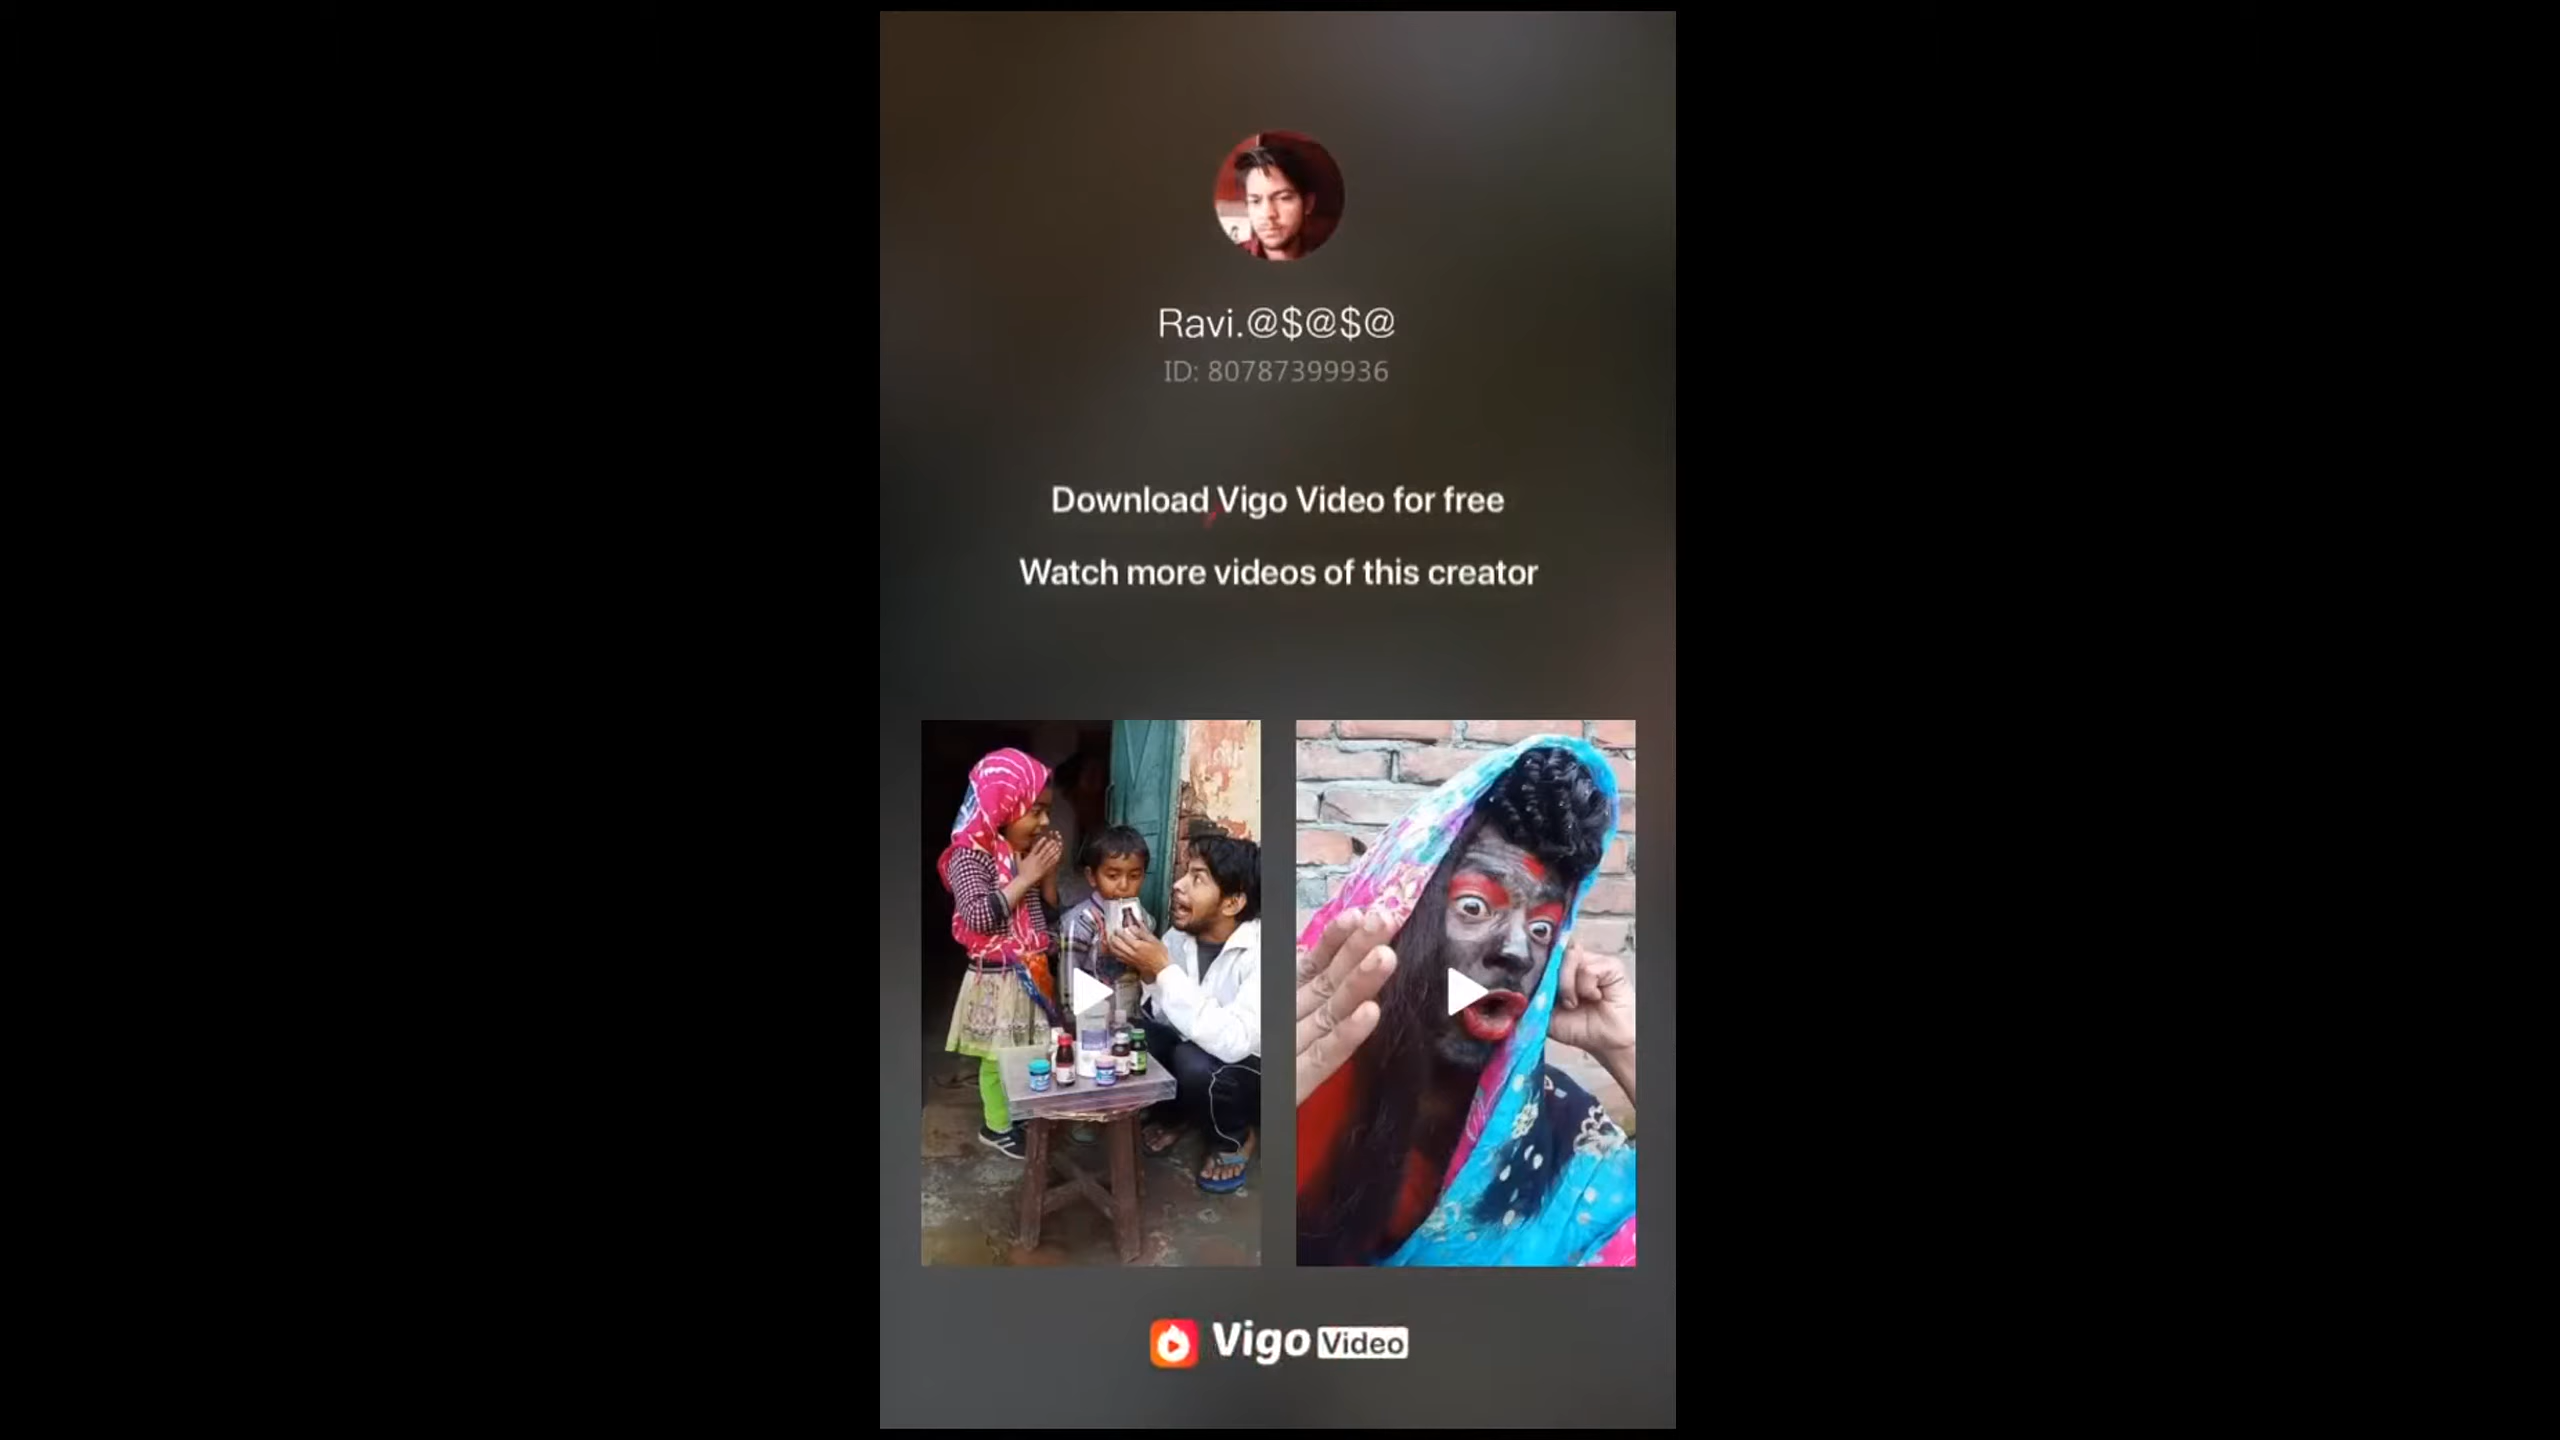 Ravi.@$@$@
ID: 80787399936
Download Vigo Video for free
Watch more videos of this creator
Vigo Video